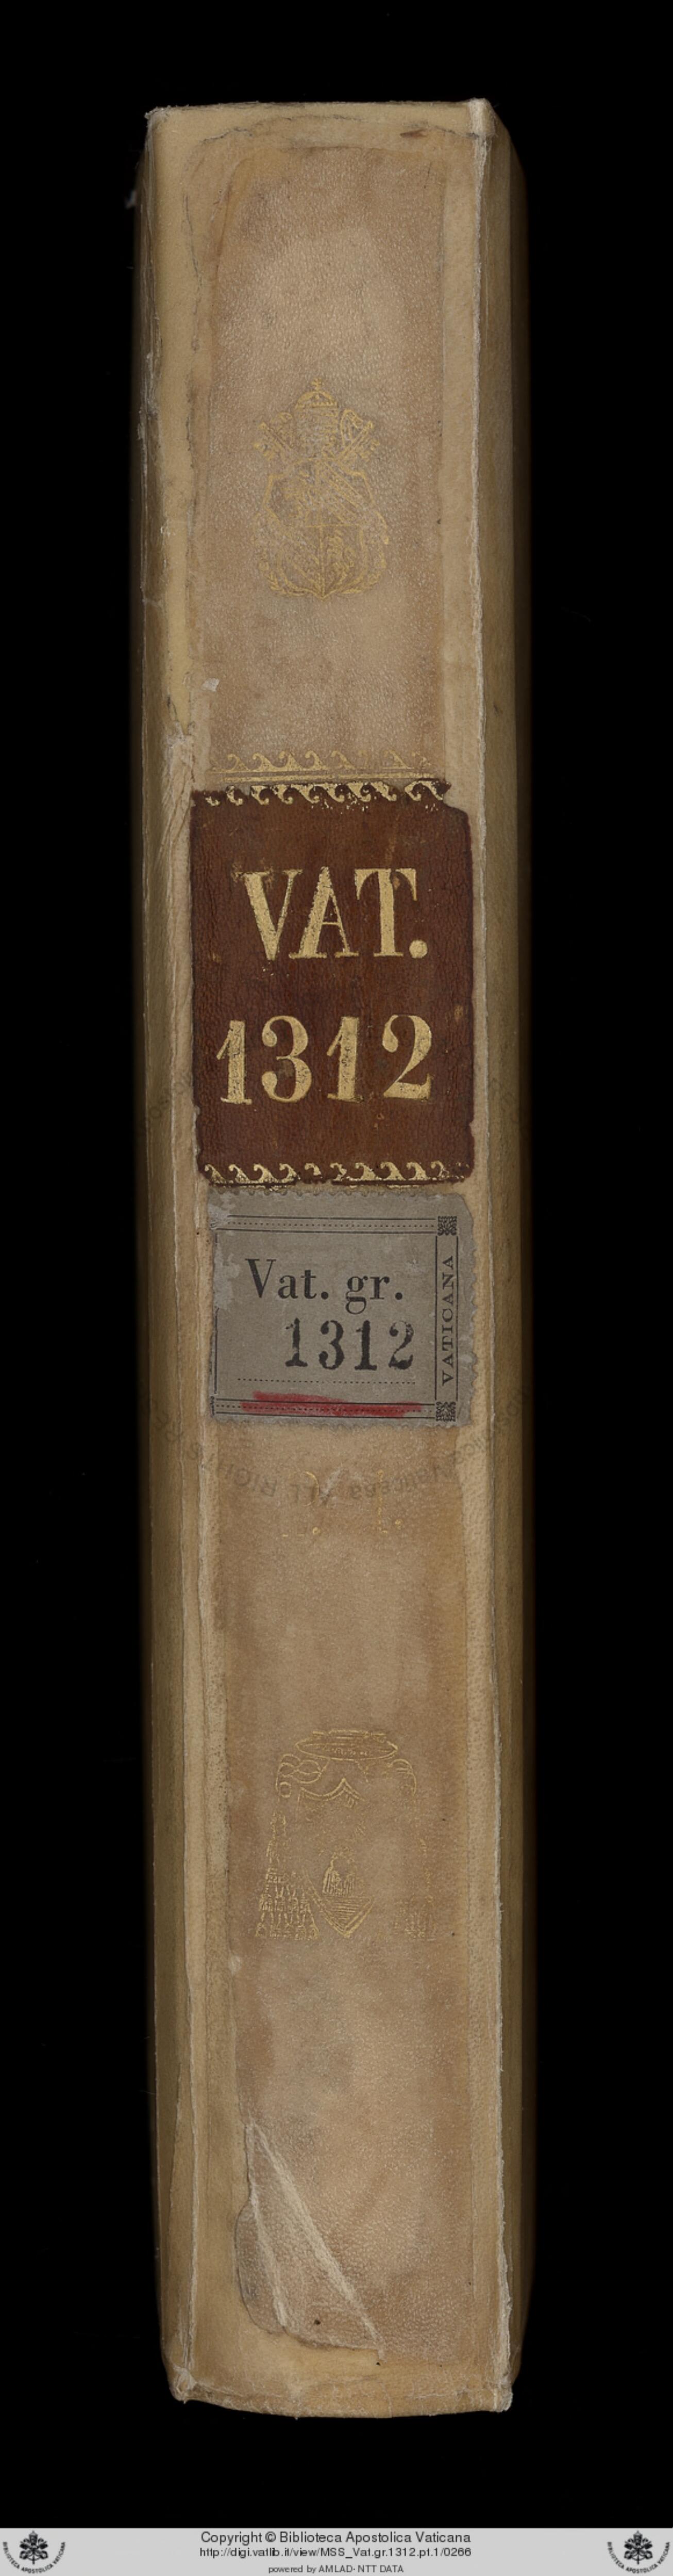 VAT.
1312
Vat. gr.
1312
VATICANA
Copyright © Biblioteca Apostolica Vaticana
http://digi.vatlib.it/view/MSS_Vat.gr.1312.pt.1/0266
powered by AMLAD- NTT DATA